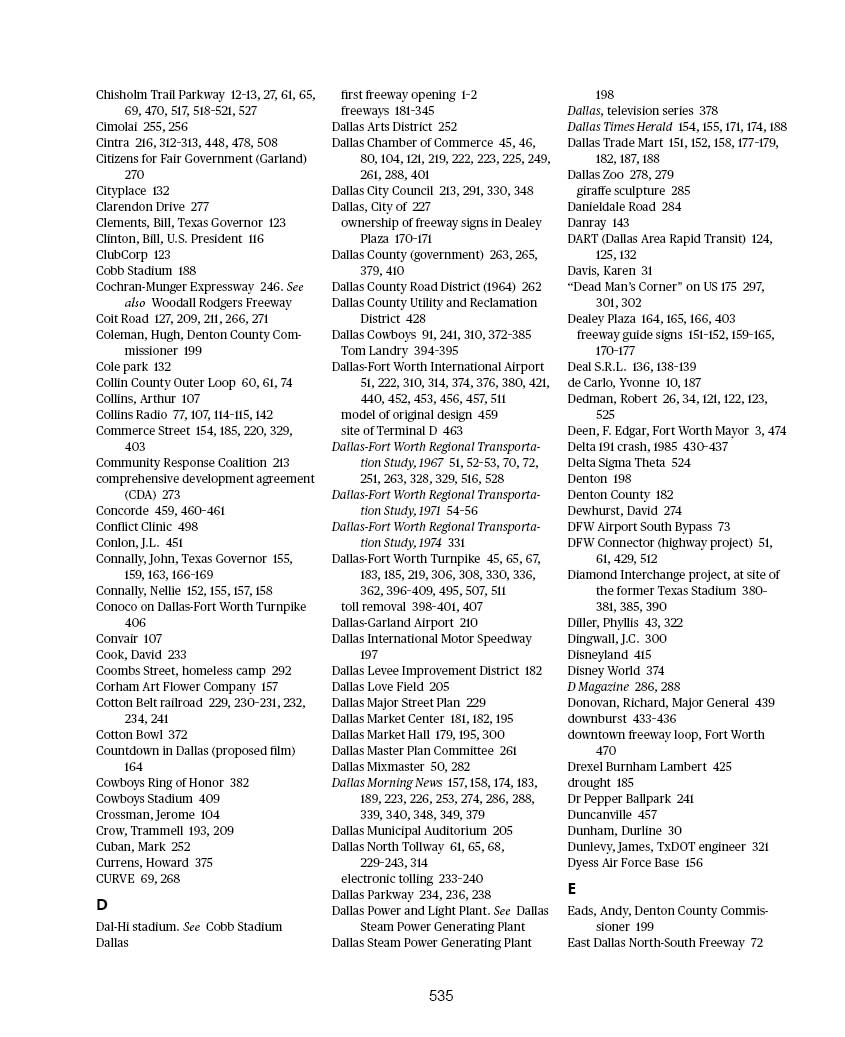 Chisholm Trail Parkway 12-13, 27, 61, 65,
69, 470, 517, 518-521, 527
Cimolai 255, 256
Cintra 216, 312-313, 448, 478, 508
Citizens for Fair Government (Garland)
270
Cityplace 132
Clarendon Drive 277
Clements, Bill, Texas Governor 123
Clinton, Bill, U.S. President 116
ClubCorp 123
Cobb Stadium 188
Cochran-Munger Expressway 246. See
also Woodall Rodgers Freeway
Coit Road 127, 209, 211, 266, 271
Coleman, Hugh, Denton County Com-
missioner 199
Cole park 132
Collin County Outer Loop 60, 61, 74
Collins, Arthur 107
Collins Radio 77, 107, 114-115, 142
Commerce Street 154, 185, 220, 329,
403
Community Response Coalition 213
comprehensive development agreement
(CDA) 273
Concorde 459, 460-461
Conflict Clinic 498
Conlon, J.L. 451
Connally, John, Texas Governor 155,
159, 163, 166-169
Connally, Nellie 152, 155, 157, 158
Conoco on Dallas-Fort Worth Turnpike
406
Convair 107
Cook, David 233
Coombs Street, homeless camp 292
Corham Art Flower Company 157
Cotton Belt railroad 229, 230-231, 232,
234, 241
Cotton Bowl 372
Countdown in Dallas (proposed film)
164
Cowboys Ring of Honor 382
Cowboys Stadium 409
Crossman, Jerome 104
Crow, Trammell 193, 209
Cuban, Mark 252
Currens, Howard 375
CURVE 69, 268
D
Dal-Hi stadium. See Cobb Stadium
Dallas
first freeway opening 1-2
freeways 181-345
Dallas Arts District 252
Dallas Chamber of Commerce 45, 46,
80, 104, 121, 219, 222, 223, 225, 249,
261, 288, 401
Dallas City Council 213, 291, 330, 348
Dallas, City of 227
ownership of freeway signs in Dealey
Plaza 170-171
Dallas County (government) 263, 265,
379, 410
Dallas County Road District (1964) 262
Dallas County Utility and Reclamation
District 428
Dallas Cowboys 91, 241, 310, 372-385
Tom Landry 394-395
Dallas-Fort Worth International Airport
51, 222, 310, 314, 374, 376, 380, 421,
440, 452, 453, 456, 457, 511
model of original design 459
site of Terminal D 463
Dallas-Fort Worth Regional Transporta-
tion Study, 1967 51, 52-53, 70, 72,
251, 263, 328, 329, 516, 528
Dallas-Fort Worth Regional Transporta-
tion Study, 1971 54-56
Dallas-Fort Worth Regional Transporta-
tion Study, 1974 331
Dallas-Fort Worth Turnpike 45, 65, 67,
183, 185, 219, 306, 308, 330, 336,
362, 396-409, 495, 507, 511
toll removal 398-401, 407
Dallas-Garland Airport 210
Dallas International Motor Speedway
197
Dallas Levee Improvement District 182
Dallas Love Field 205
Dallas Major Street Plan 229
Dallas Market Center 181, 182, 195
Dallas Market Hall 179, 195, 300
Dallas Master Plan Committee 261
Dallas Mixmaster 50, 282
Dallas Morning News 157, 158, 174, 183,
189, 223, 226, 253, 274, 286, 288,
339, 340, 348, 349, 379
Dallas Municipal Auditorium 205
Dallas North Tollway 61, 65, 68,
229-243, 314
electronic tolling 233-240
Dallas Parkway 234, 236, 238
Dallas Power and Light Plant. See Dallas
Steam Power Generating Plant
Dallas Steam Power Generating Plant
198
Dallas, television series 378
Dallas Times Herald 154, 155, 171, 174, 188
Dallas Trade Mart 151, 152, 158, 177-179,
182, 187, 188
Dallas Zoo 278, 279
giraffe sculpture 285
Danieldale Road 284
Danray 143
DART (Dallas Area Rapid Transit) 124,
125, 132
Davis, Karen 31
“Dead Man’s Corner” on US 175 297,
301, 302
Dealey Plaza 164, 165, 166, 403
freeway guide signs 151-152, 159-165,
170-177
Deal S.R.L. 136, 138-139
de Carlo, Yvonne 10, 187
Dedman, Robert 26, 34, 121, 122, 123,
525
Deen, F. Edgar, Fort Worth Mayor 3, 474
Delta 191 crash, 1985 430-437
Delta Sigma Theta 524
Denton 198
Denton County 182
Dewhurst, David 274
DFW Airport South Bypass 73
DFW Connector (highway project) 51,
61, 429, 512
Diamond Interchange project, at site of
the former Texas Stadium 380-
381, 385, 390
Diller, Phyllis 43, 322
Dingwall, J.C. 300
Disneyland 415
Disney World 374
D Magazine 286, 288
Donovan, Richard, Major General 439
downburst 433-436
downtown freeway loop, Fort Worth
470
Drexel Burnham Lambert 425
drought 185
Dr Pepper Ballpark 241
Duncanville 457
Dunham, Durline 30
Dunlevy, James, TxDOT engineer 321
Dyess Air Force Base 156
E
Eads, Andy, Denton County Commis-
sioner 199
East Dallas North-South Freeway 72
535